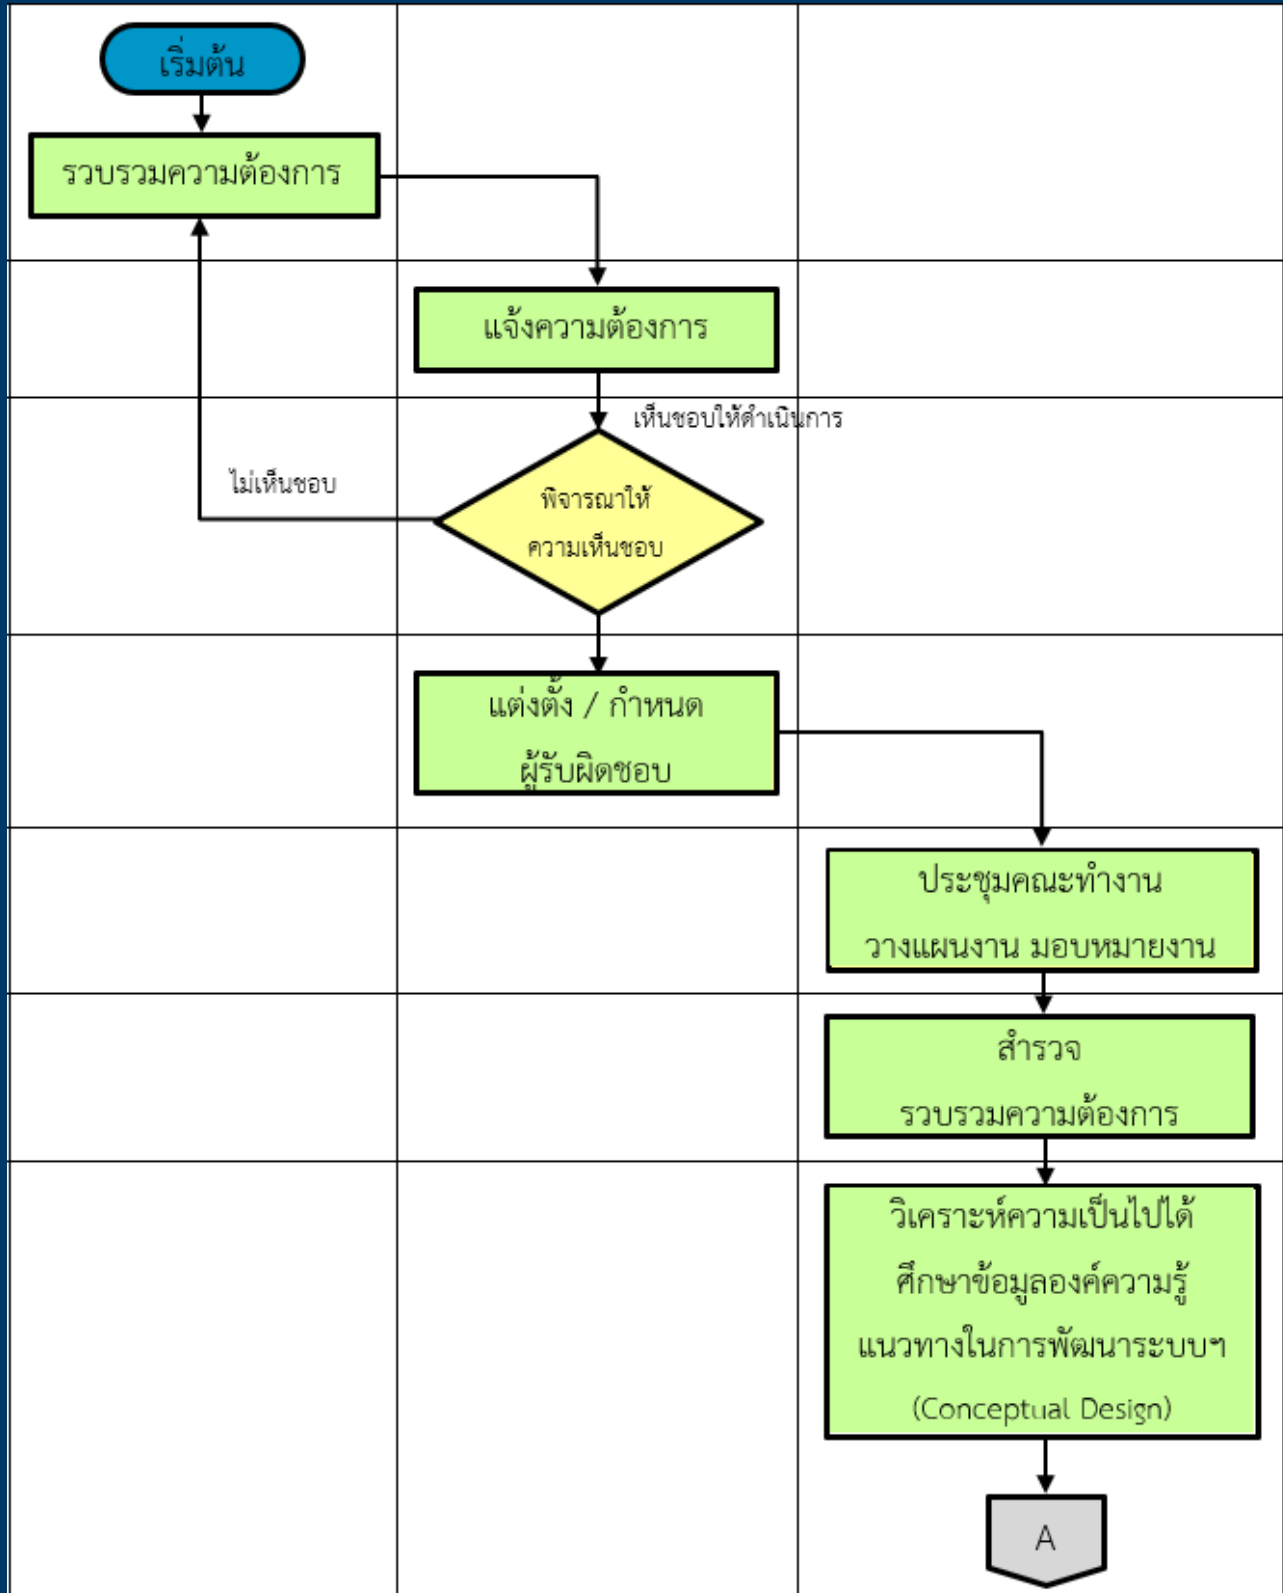 เริ่มต้น
รวบรวมความต้องการ
แจ้งความต้องการ
เห็นชอบให้ดำเนินการ
ไม่เห็นชอบ
พิจารณาให้
ความเห็นชอบ
แต่งตั้ง / กำหนด
ผู้รับผิดชอบ
ประชุมคณะทำงาน
วางแผนงาน มอบหมายงาน
สำรวจ
รวบรวมความต้องการ
วิเคราะห์ความเป็นไปได้
ศึกษาข้อมูลองค์ความรู้
แนวทางในการพัฒนาระบบฯ
(Conceptual Design)
A